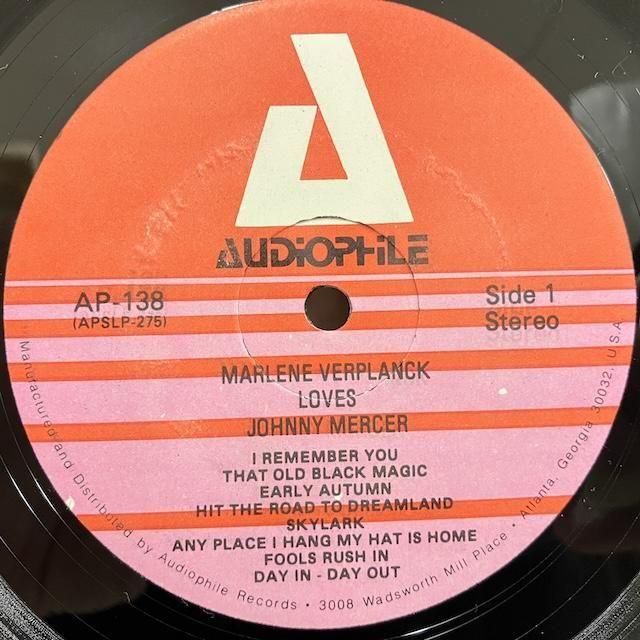 AUDIOPHILE
AP-138
(APSLP-275)
Side 1
Stereo
MARLENE VERPLANCK
LOVES
JOHNNY MERCER
I REMEMBER YOU
THAT OLD BLACK MAGIC
EARLY AUTUMN
HIT THE ROAD TO DREAMLAND
SKYLARK
ANY PLACE I HANG MY HAT IS HOME
FOOLS RUSH IN
DAY IN - DAY OUT
Manufactured and Distributed by Audiophile Records • 3008 Wadsworth Mill Place • Atlanta, Georgia 30032, U.S.A.